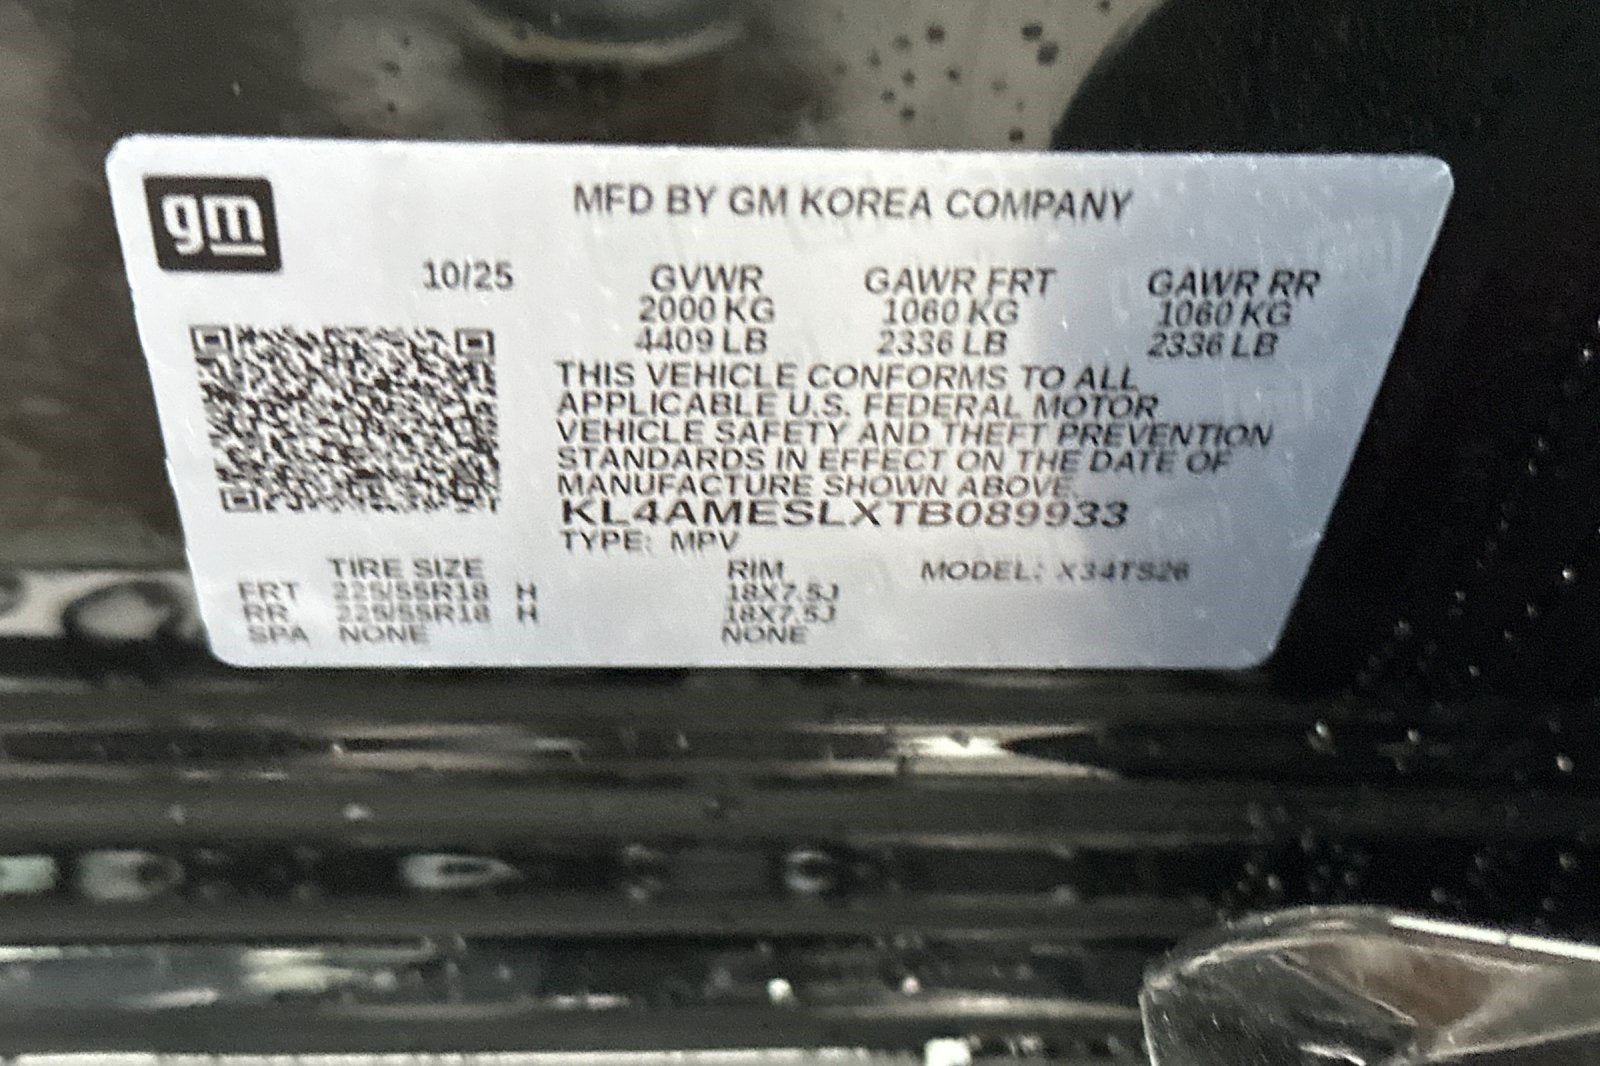 gm
MFD BY GM KOREA COMPANY
10/25
GVWR GAWR FRT GAWR RR
2000 KG 1060 KG 1060 KG
4409 LB 2336 LB 2336 LB
THIS VEHICLE CONFORMS TO ALL
APPLICABLE U.S. FEDERAL MOTOR
VEHICLE SAFETY AND THEFT PREVENTION
STANDARDS IN EFFECT ON THE DATE OF
MANUFACTURE SHOWN ABOVE.
KL4AMESLXTB089933
TYPE: MPV
TIRE SIZE RIM MODEL: X34TS26
FRT 225/55R18 H 18X7.5J
RR 225/55R18 H 18X7.5J
SPA NONE NONE